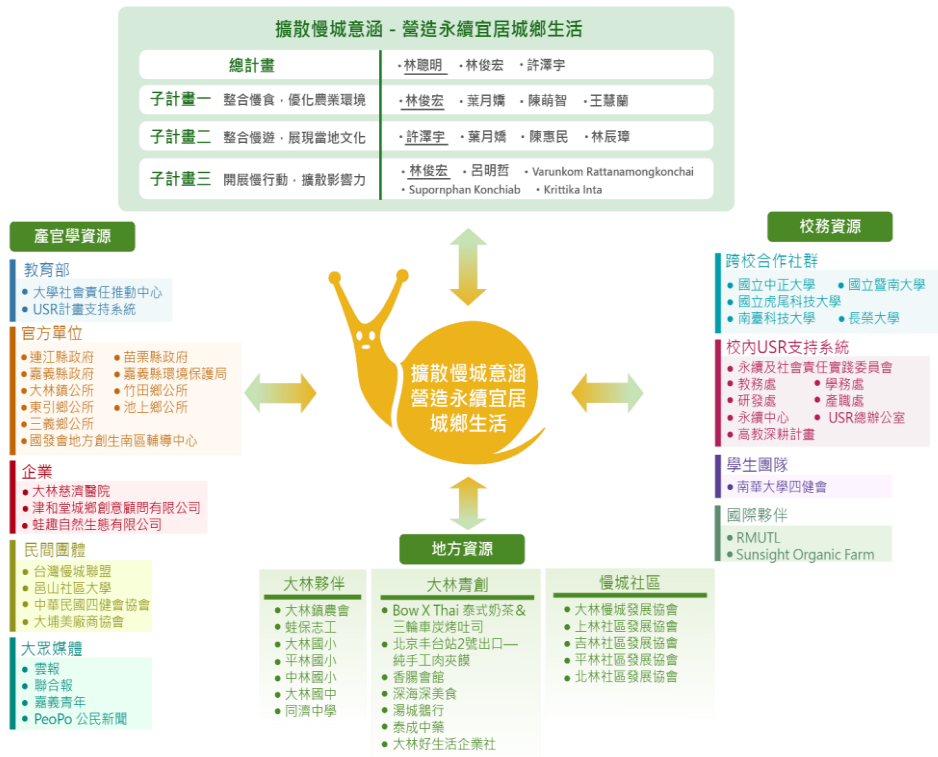 擴散慢城意涵 - 營造永續宜居城鄉生活
總計畫 ・林聰明 ・林俊宏 ・許澤宇
子計畫一 整合慢食・優化農業環境 ・林俊宏 ・葉月嬌 ・陳萌智 ・王慧蘭
子計畫二 整合慢遊・展現當地文化 ・許澤宇 ・葉月嬌 ・陳惠民 ・林辰璋
子計畫三 開展慢行動・擴散影響力 ・林俊宏 ・呂明哲 ・Varunkom Rattanamongkonchai
・Supornphan Konchiab ・Krittika Inta
產官學資源
教育部
● 大學社會責任推動中心
● USR計畫支持系統
官方單位
● 連江縣政府 ● 苗栗縣政府
● 嘉義縣政府 ● 嘉義縣環境保護局
● 大林鎮公所 ● 竹田鄉公所
● 東引鄉公所 ● 池上鄉公所
● 三義鄉公所
● 國發會地方創生南區輔導中心
企業
● 大林慈濟醫院
● 津和堂城鄉創意顧問有限公司
● 蛙趣自然生態有限公司
民間團體
● 台灣慢城聯盟
● 邑山社區大學
● 中華民國四健會協會
● 大埔美廠商協會
大眾媒體
● 雲報
● 聯合報
● 嘉義青年
● PeoPo 公民新聞
擴散慢城意涵
營造永續宜居
城鄉生活
地方資源
大林夥伴
● 大林鎮農會
● 蛙保志工
● 大林國小
● 平林國小
● 中林國小
● 大林國中
● 同濟中學
大林青創
● Bow X Thai 泰式奶茶&
三輪車炭烤吐司
● 北京丰台站2號出口—
純手工肉夾饃
● 香腸會館
● 深海深美食
● 湯城鵝行
● 泰成中藥
● 大林好生活企業社
慢城社區
● 大林慢城發展協會
● 上林社區發展協會
● 吉林社區發展協會
● 平林社區發展協會
● 北林社區發展協會
校務資源
跨校合作社群
● 國立中正大學 ● 國立暨南大學
● 國立虎尾科技大學
● 南臺科技大學 ● 長榮大學
校內USR支持系統
● 永續及社會責任實踐委員會
● 教務處 ● 學務處
● 研發處 ● 產職處
● 永續中心 ● USR總辦公室
● 高教深耕計畫
學生團隊
● 南華大學四健會
國際夥伴
● RMUTL
● Sunsight Organic Farm